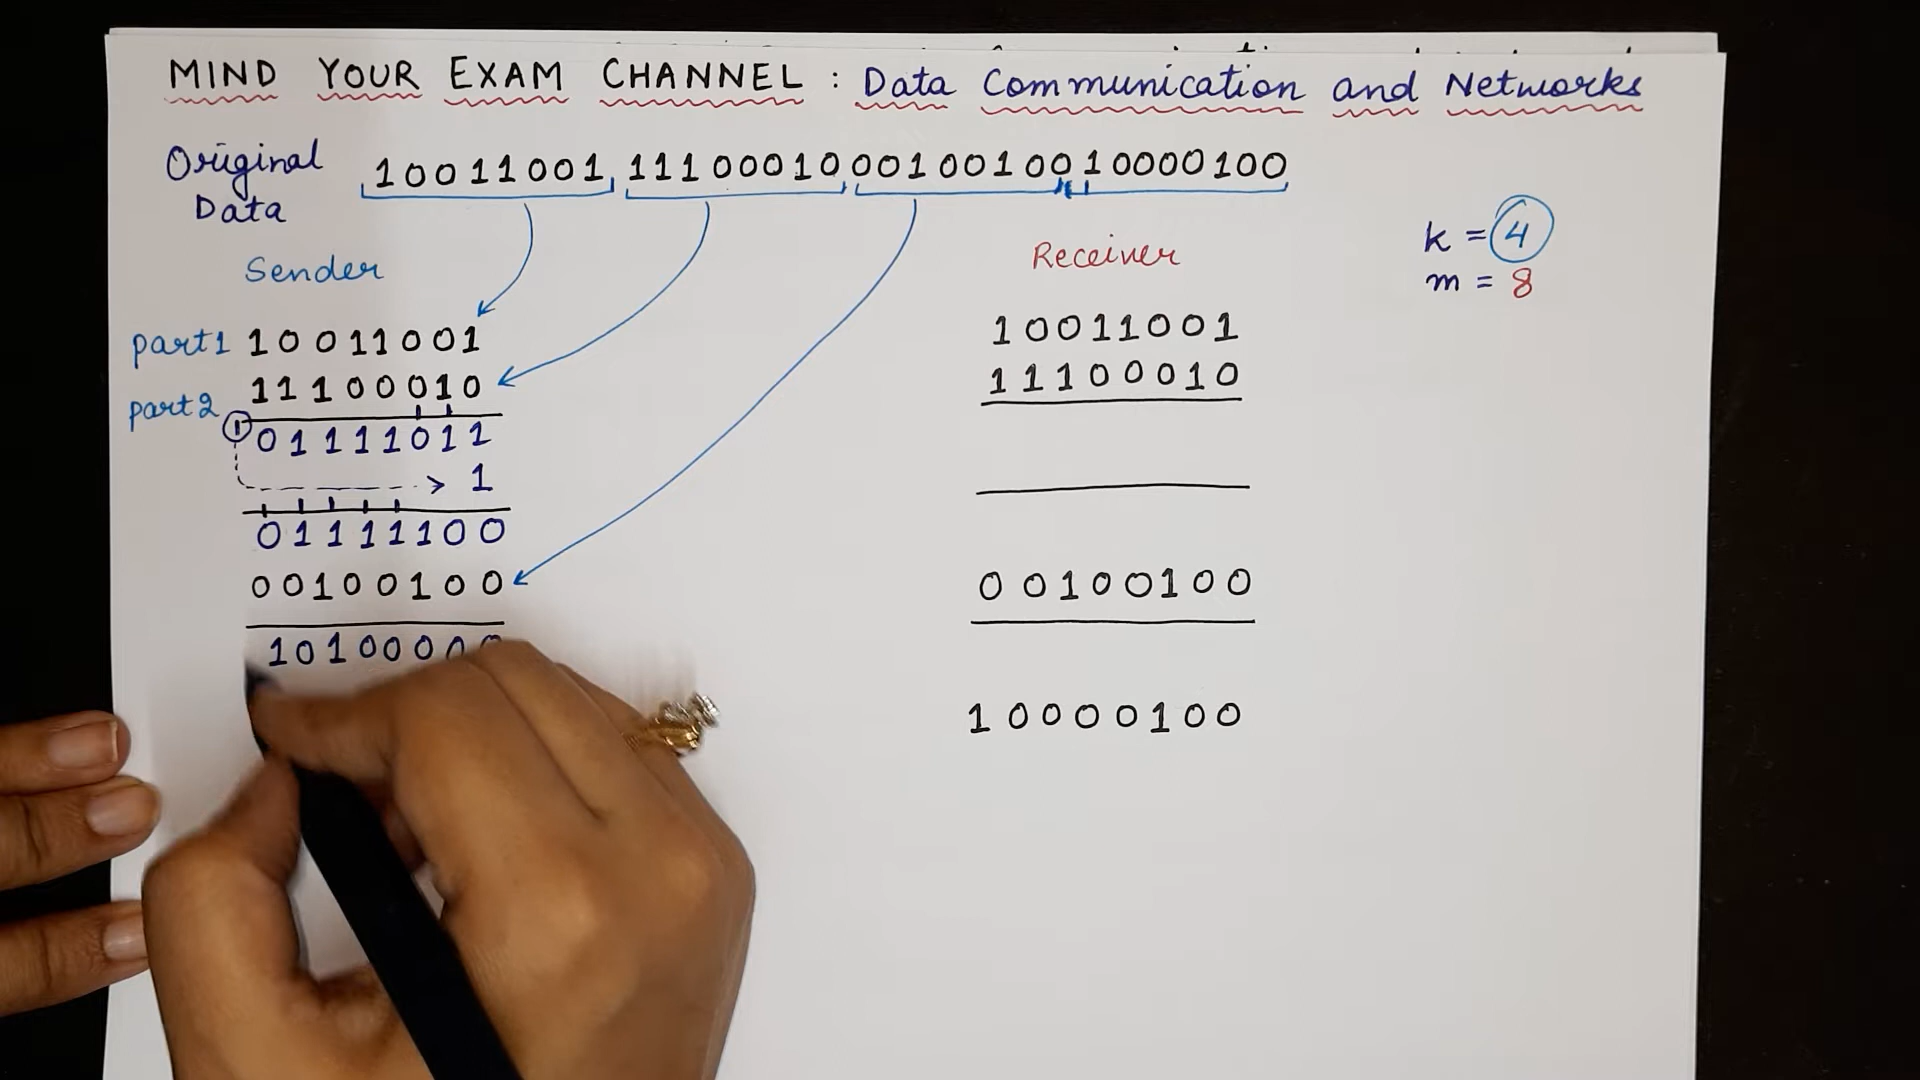 MIND YOUR EXAM CHANNEL : Data Communication and Networks
Original Data 10011001 11100010 00100100 10000100
k = 4
m = 8
Sender
part1 10011001
part2 11100010
1 01111011
1
01111100
00100100
10100000
Receiver
10011001
11100010
00100100
10000100